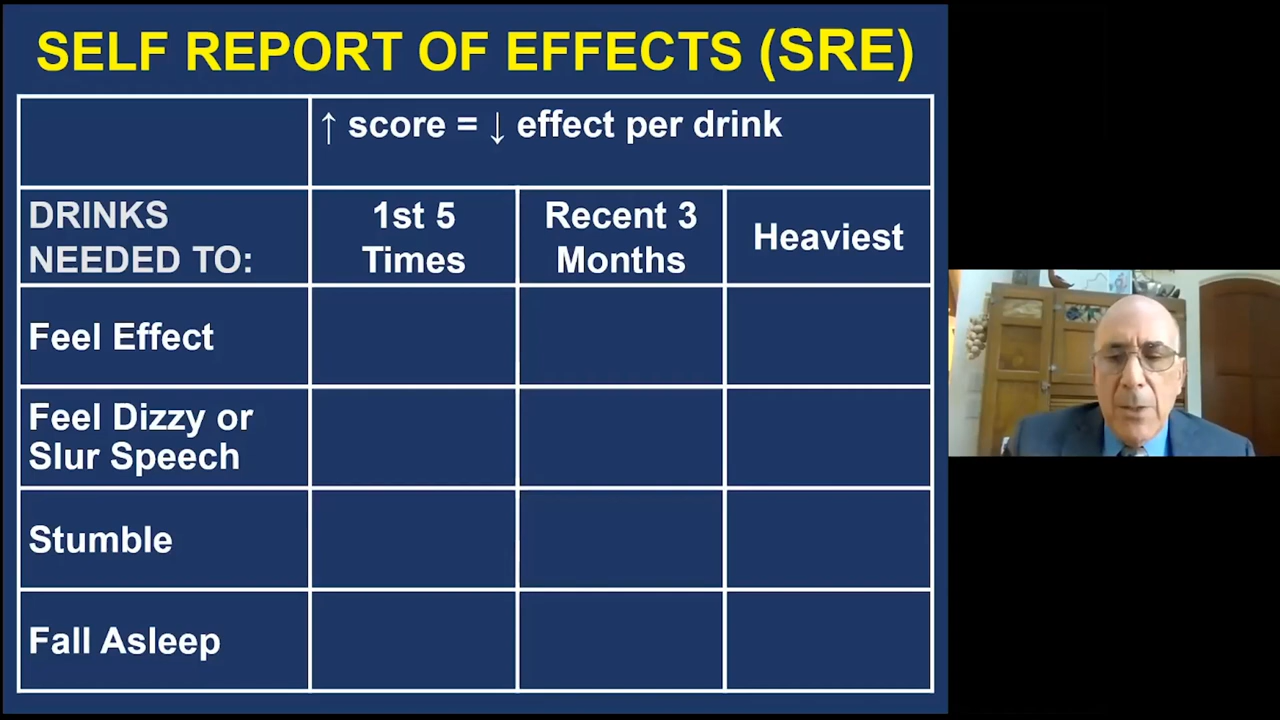 SELF REPORT OF EFFECTS (SRE)
↑ score = ↓ effect per drink
DRINKS
NEEDED TO:
1st 5
Times
Recent 3
Months
Heaviest
Feel Effect
Feel Dizzy or
Slur Speech
Stumble
Fall Asleep